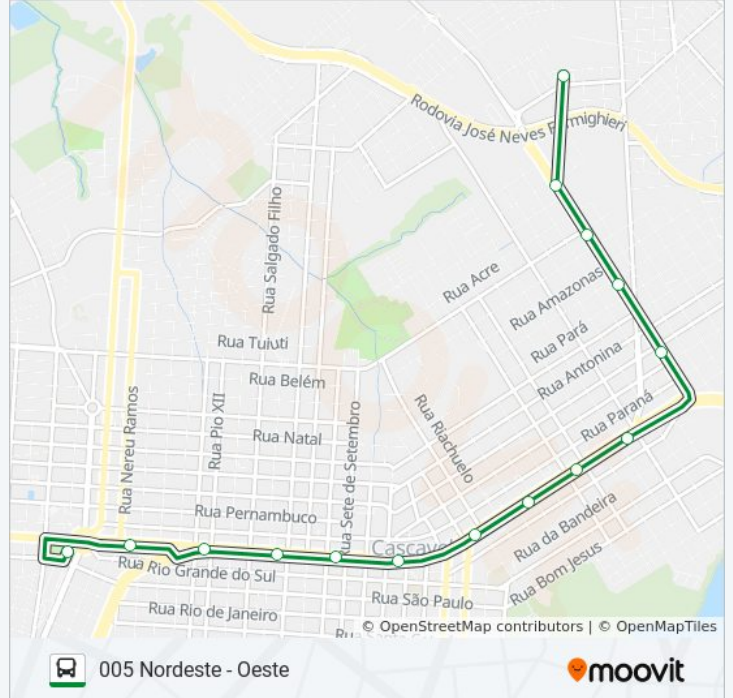 Rodovia José Neves Formighieri
Rua Salgado Filho
Rua Acre
Rua Amazonas
Rua Tuiuti
Rua Pará
Rua Belém
Rua Antonina
Rua Nereu Ramos
Rua Pio XII
Rua Riachuelo
Rua Paraná
Rua Natal
Rua Sete de Setembro
Rua Pernambuco
Rua da Bandeira
Cascavel
Rua Bom Jesus
Rua Rio Grande do Sul
Rua São Paulo
Rua Rio de Janeiro
© OpenStreetMap contributors | © OpenMapTiles
005 Nordeste - Oeste
moovit